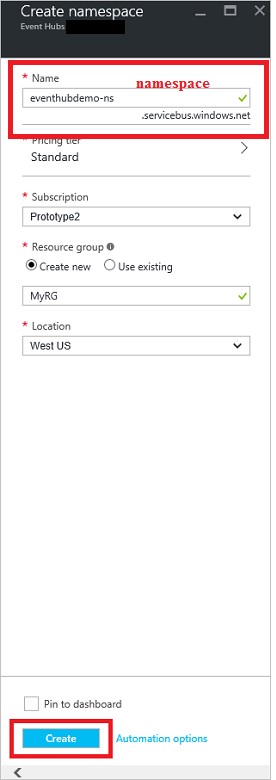 Create namespace
Event Hubs
* Name
namespace
eventhubdemo-ns
.servicebus.windows.net
Pricing tier
Standard
* Subscription
Prototype2
* Resource group
Create new Use existing
MyRG
* Location
West US
Pin to dashboard
Create Automation options